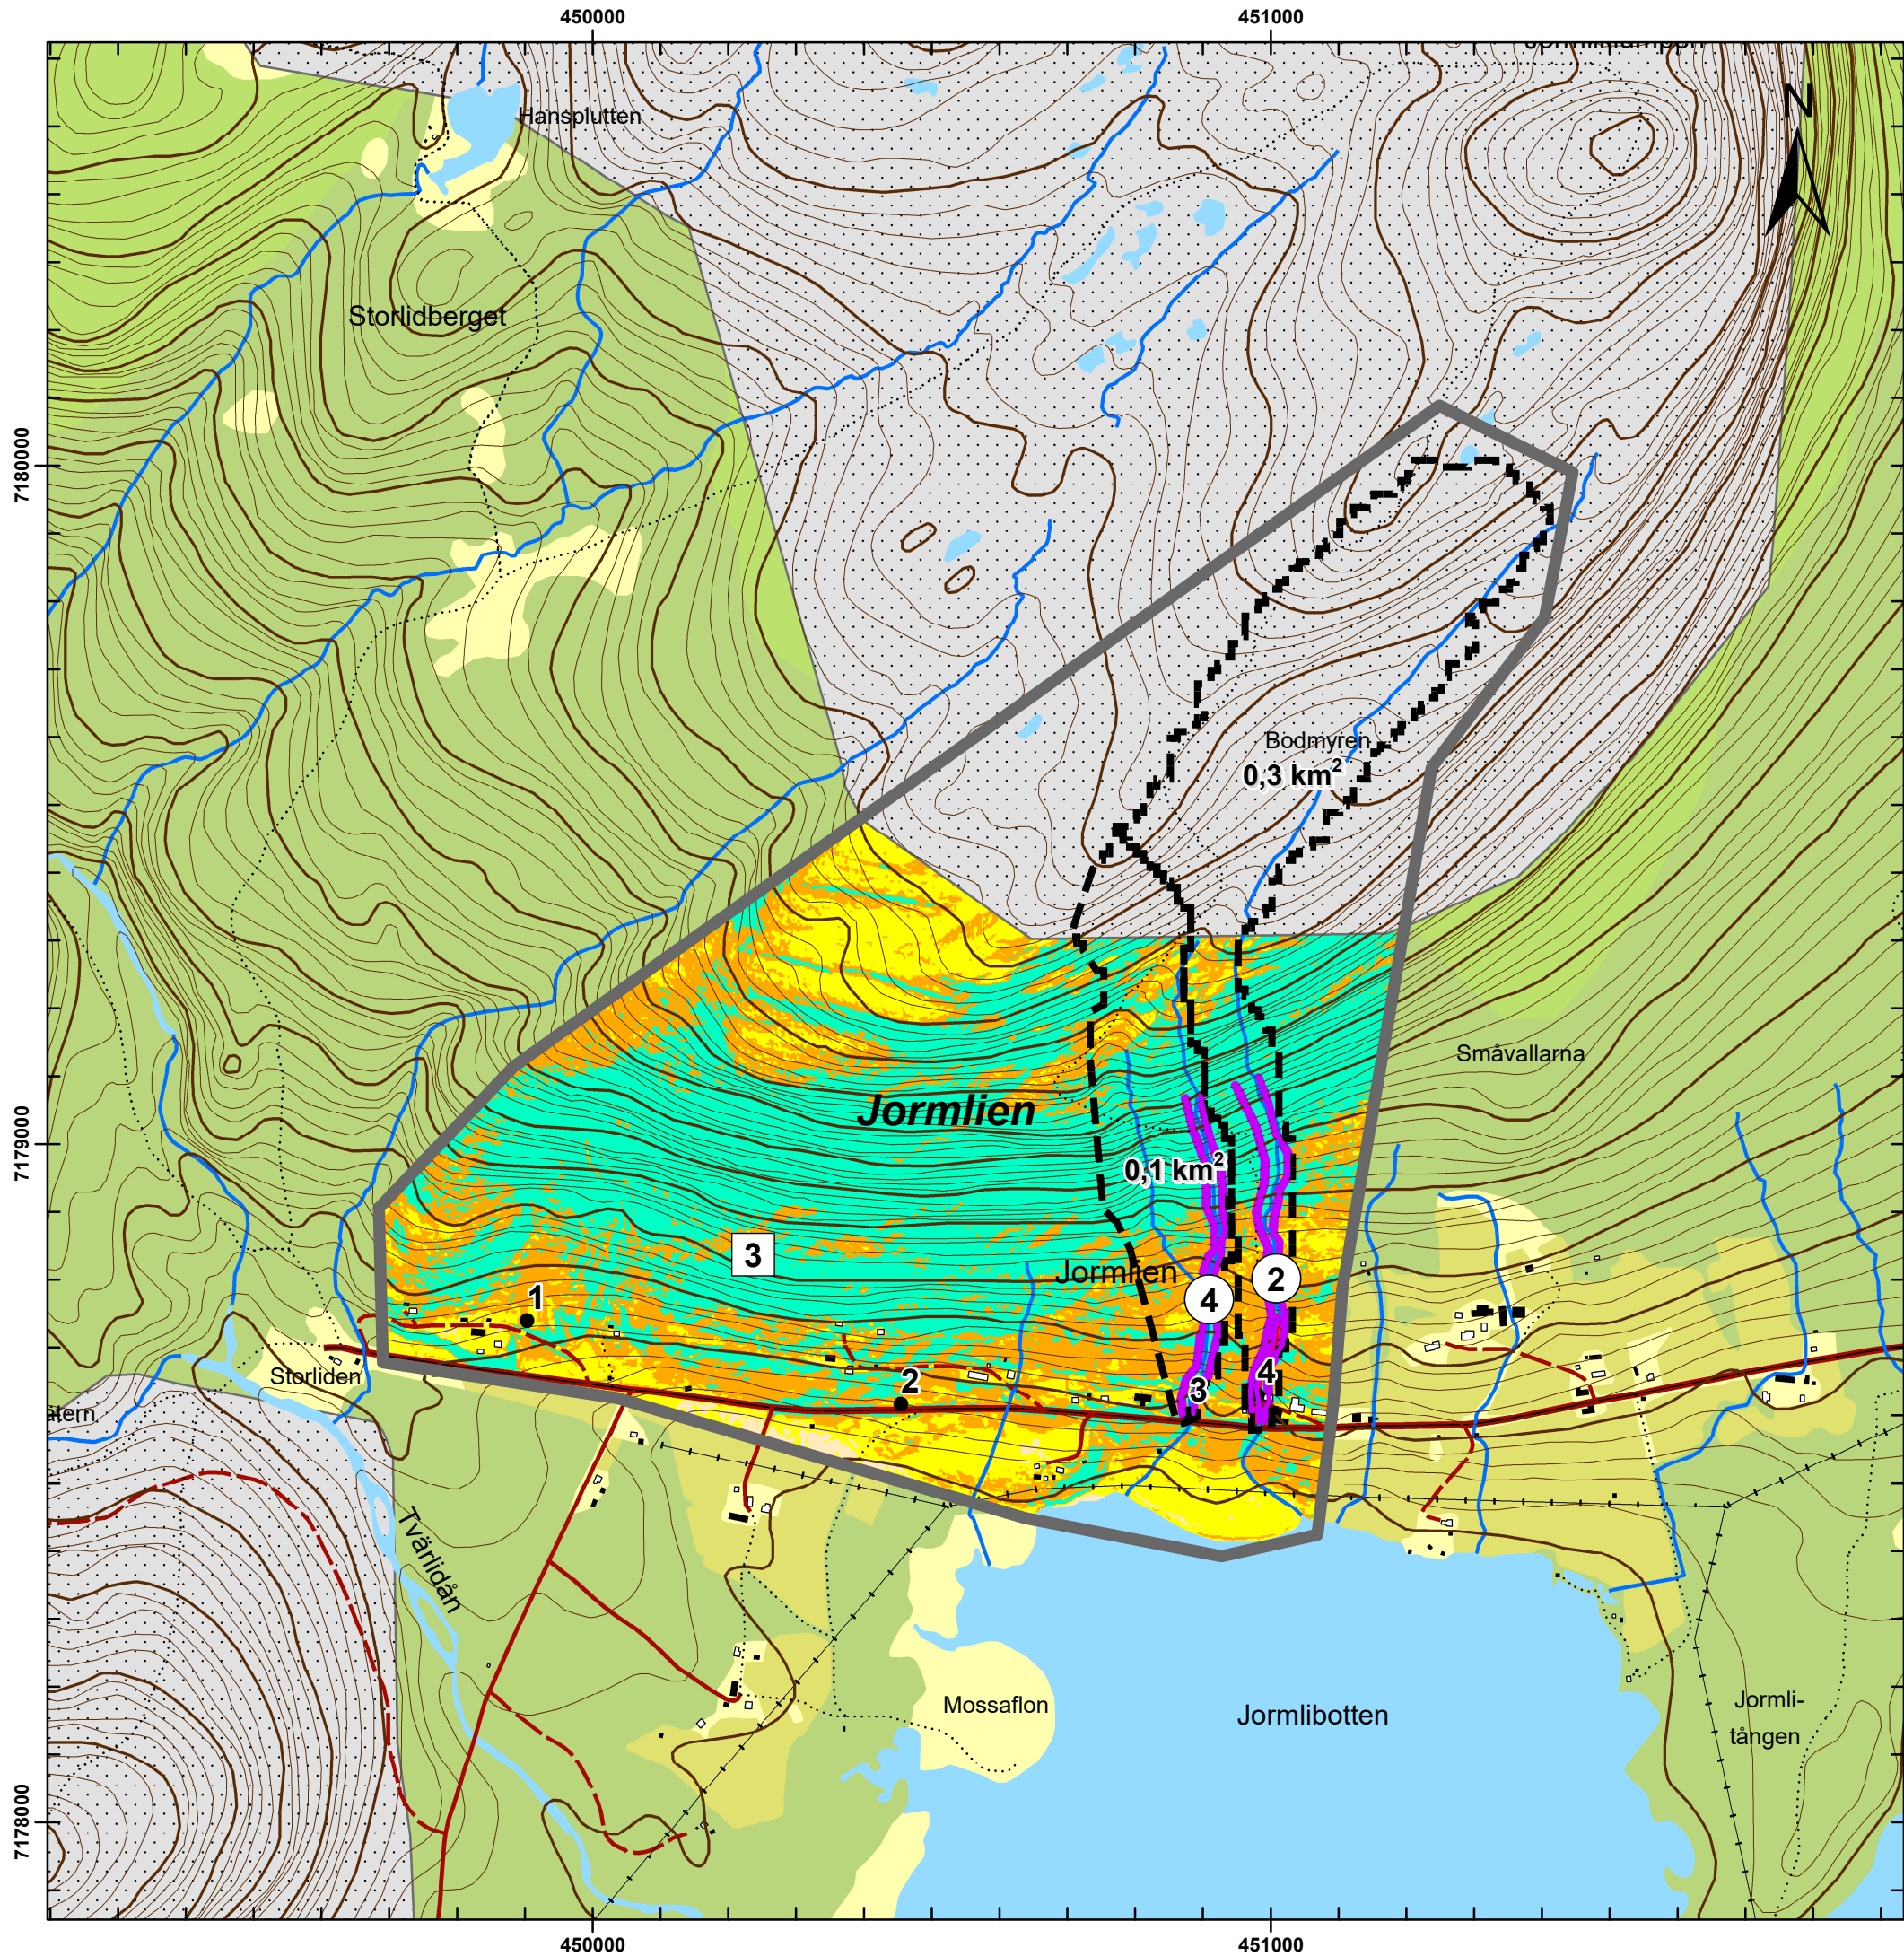 450000
451000
Hansplutten
N
Storlidberget
7180000
Bodmyren
0,3 km²
Småvallarna
Jormlien
7179000
0,1 km²
3
Jormlien
2
4
1
2
4
3
Storliden
Tvärlidån
Mossaflon
Jormlibotten
Jormli-
tången
7178000
450000
451000